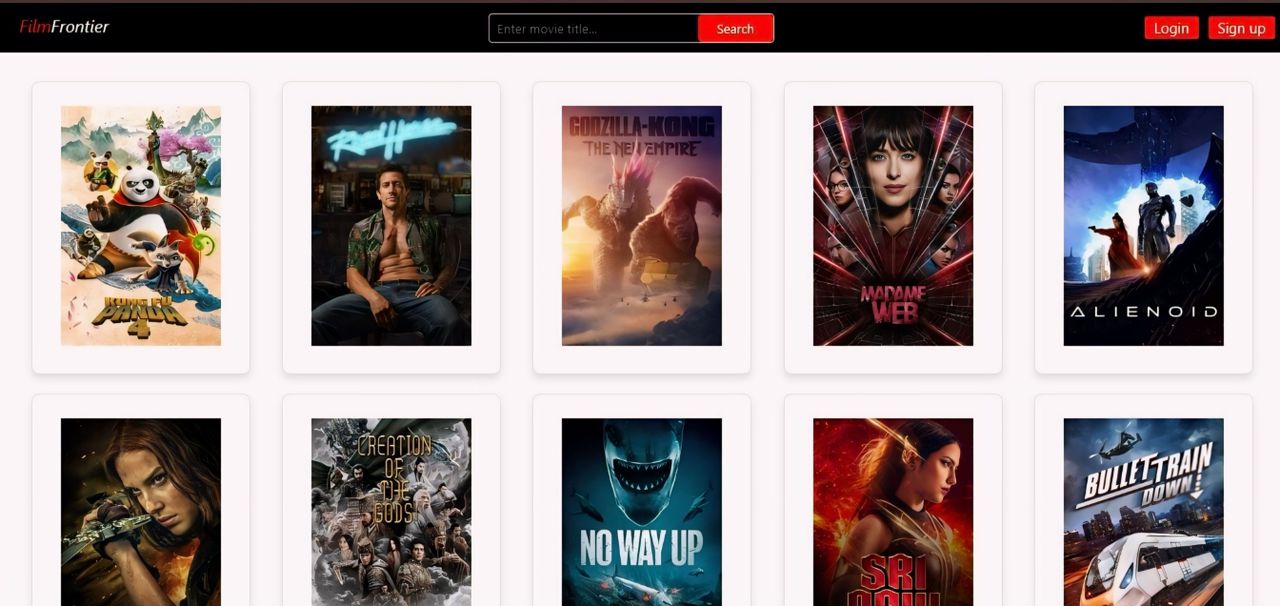 FilmFrontier
Enter movie title...
Search
Login
Sign up
KUNG FU
PANDA
4
Road House
GODZILLA-KONG
THE NEW EMPIRE
MADAME
WEB
ALIENOID
CREATION
OF
THE
GODS
NO WAY UP
SRI
BULLET TRAIN
DOWN